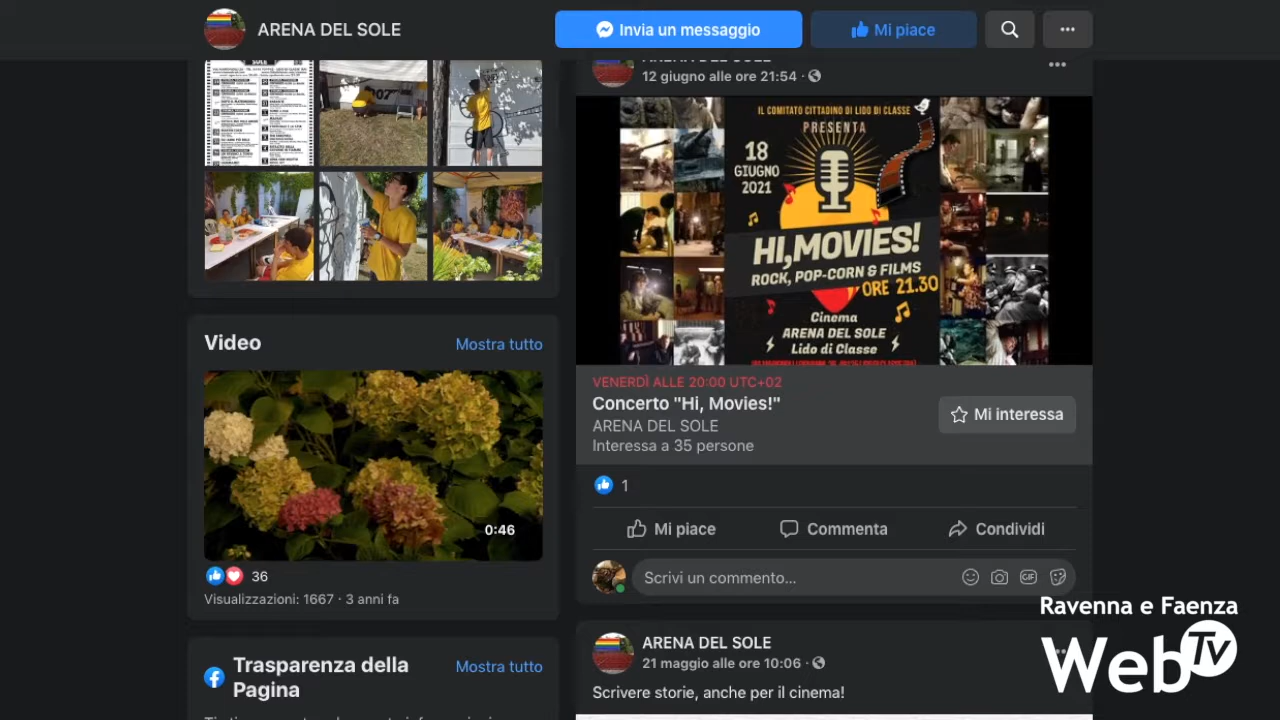 ARENA DEL SOLE
Invia un messaggio
Mi piace
12 giugno alle ore 21:54 ·
IL COMITATO CITTADINO DI LIDO DI CLASSE
PRESENTA
18
GIUGNO
2021
HI, MOVIES!
ROCK, POP-CORN & FILMS
ORE 21.30
Cinema
ARENA DEL SOLE
Lido di Classe
VENERDÌ ALLE 20:00 UTC+02
Concerto "Hi, Movies!"
ARENA DEL SOLE
Interessa a 35 persone
Mi interessa
1
Mi piace
Commenta
Condividi
Scrivi un commento...
GIF
ARENA DEL SOLE
21 maggio alle ore 10:06 ·
Scrivere storie, anche per il cinema!
Video
Mostra tutto
0:46
36
Visualizzazioni: 1667 · 3 anni fa
Trasparenza della
Pagina
Mostra tutto
Ravenna e Faenza
Web TV